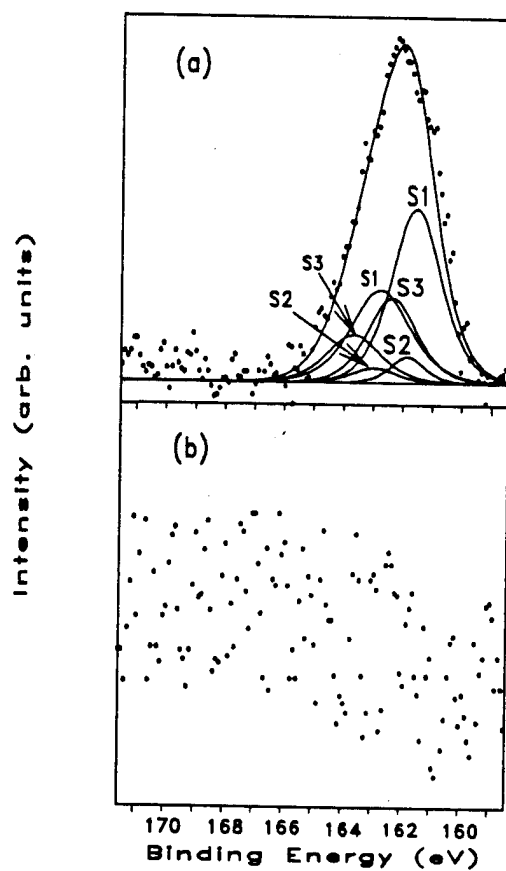 (a)
S1
S3
S1
S3
S2
S2
(b)
Intensity (arb. units)
170 168 166 164 162 160
Binding Energy (eV)